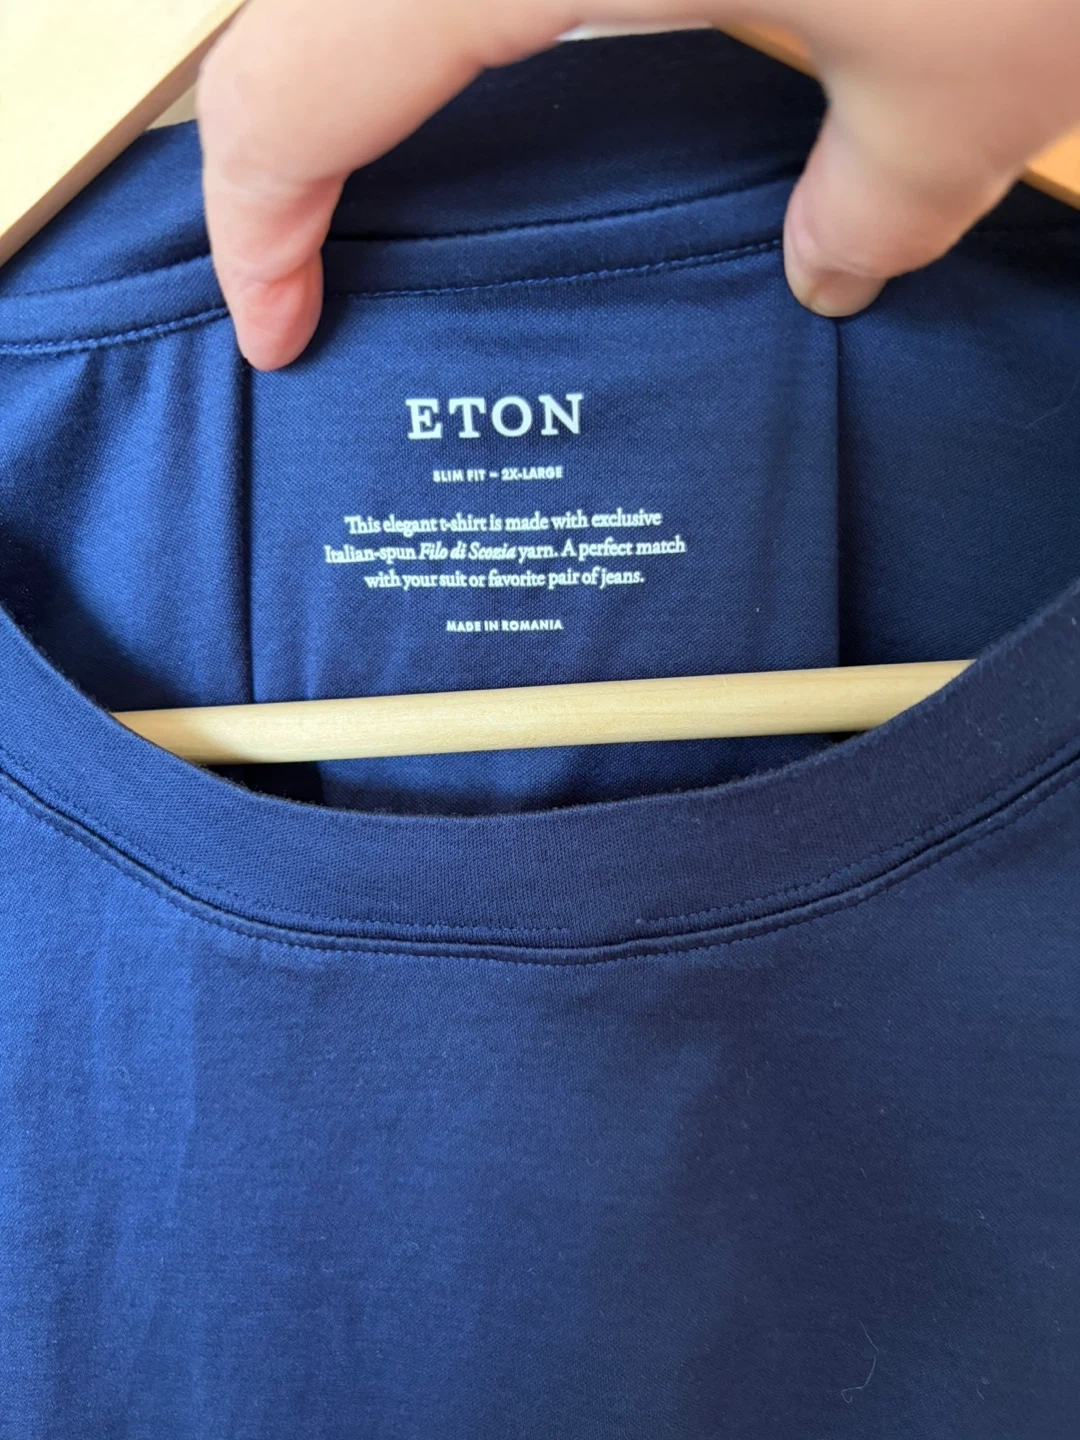 ETON
SLIM FIT – 2X-LARGE
This elegant t-shirt is made with exclusive
Italian-spun Filo di Scozia yarn. A perfect match
with your suit or favorite pair of jeans.
MADE IN ROMANIA